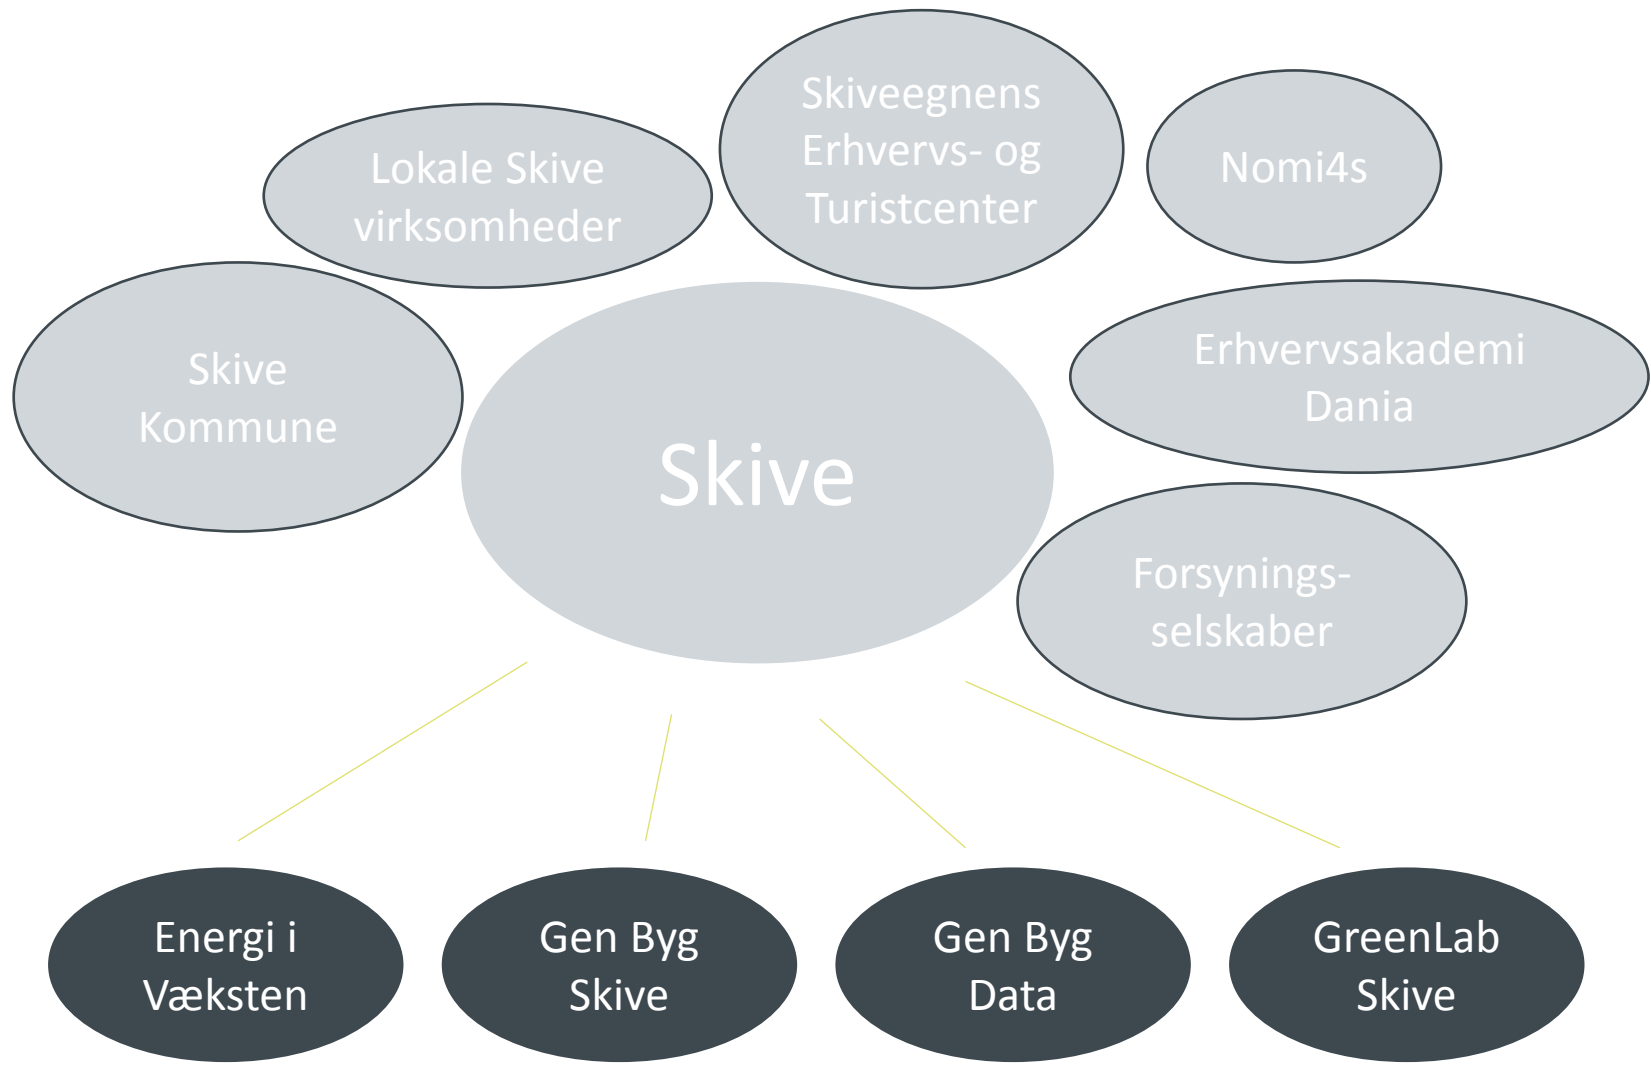 Skiveegnens
Erhvervs- og
Turistcenter
Nomi4s
Lokale Skive
virksomheder
Skive
Kommune
Erhvervsakademi
Dania
Skive
Forsynings-
selskaber
Energi i
Væksten
Gen Byg
Skive
Gen Byg
Data
GreenLab
Skive